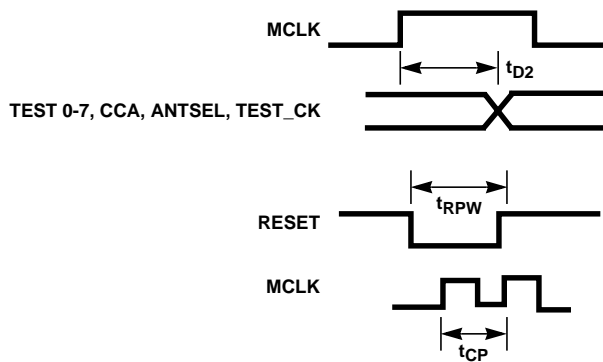 MCLK
tD2
TEST 0-7, CCA, ANTSEL, TEST_CK
tRPW
RESET
MCLK
tCP